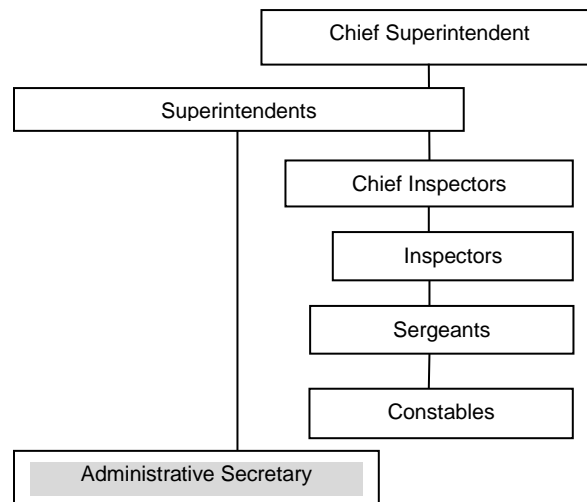 Chief Superintendent
Superintendents
Chief Inspectors
Inspectors
Sergeants
Constables
Administrative Secretary